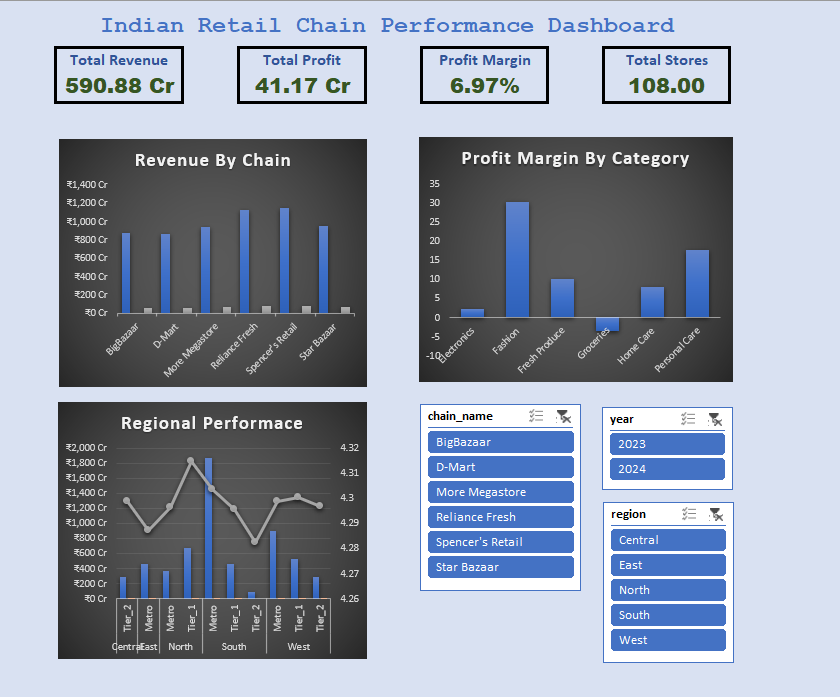 Indian Retail Chain Performance Dashboard
Total Revenue
590.88 Cr
Total Profit
41.17 Cr
Profit Margin
6.97%
Total Stores
108.00
Revenue By Chain
₹1,400 Cr
₹1,200 Cr
₹1,000 Cr
₹800 Cr
₹600 Cr
₹400 Cr
₹200 Cr
₹0 Cr
BigBazaar
D-Mart
More Megastore
Reliance Fresh
Spencer's Retail
Star Bazaar
Profit Margin By Category
35
30
25
20
15
10
5
0
-5
-10
Electronics
Fashion
Fresh Produce
Groceries
Home Care
Personal Care
Regional Performace
₹2,000 Cr
₹1,800 Cr
₹1,600 Cr
₹1,400 Cr
₹1,200 Cr
₹1,000 Cr
₹800 Cr
₹600 Cr
₹400 Cr
₹200 Cr
₹0 Cr
4.32
4.31
4.3
4.29
4.28
4.27
4.26
Tier_2
Metro
Metro
Tier_1
Metro
Tier_1
Tier_2
Metro
Tier_1
Tier_2
Central
East
North
South
West
chain_name
BigBazaar
D-Mart
More Megastore
Reliance Fresh
Spencer's Retail
Star Bazaar
year
2023
2024
region
Central
East
North
South
West